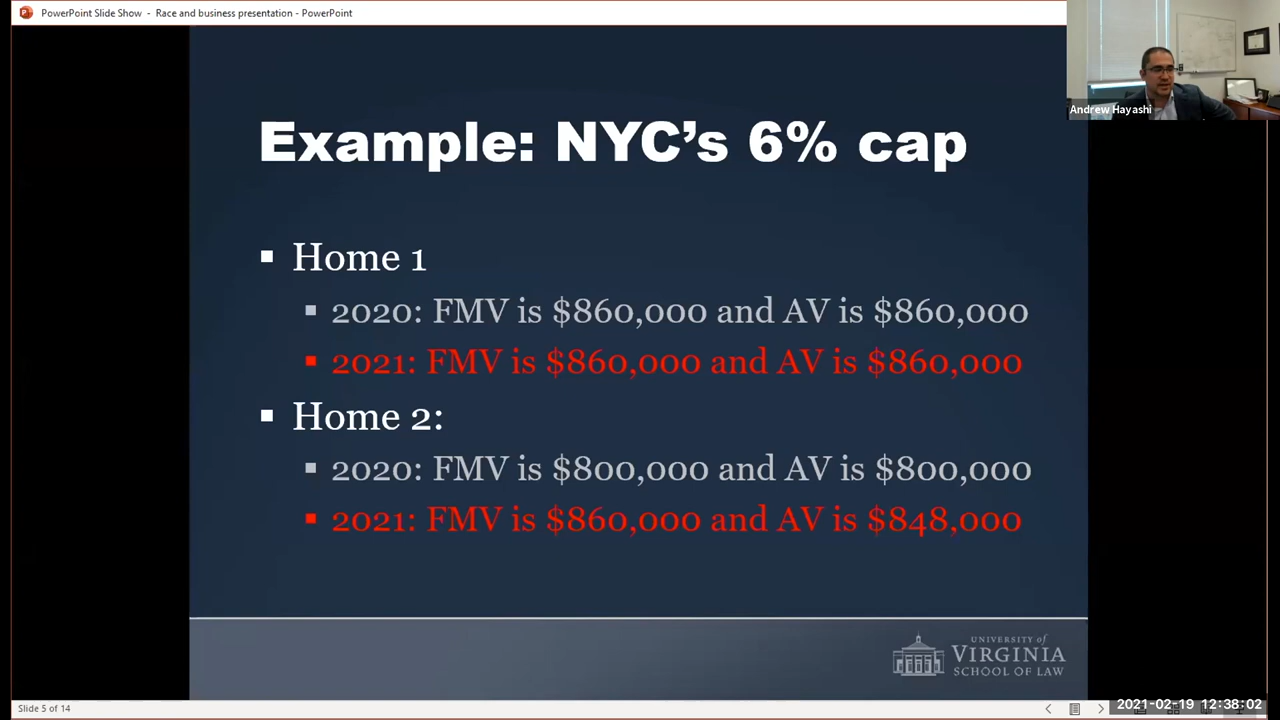 PowerPoint Slide Show - Race and business presentation - PowerPoint
Andrew Hayashi
Example: NYC's 6% cap
Home 1
2020: FMV is $860,000 and AV is $860,000
2021: FMV is $860,000 and AV is $860,000
Home 2:
2020: FMV is $800,000 and AV is $800,000
2021: FMV is $860,000 and AV is $848,000
UNIVERSITY of
VIRGINIA
SCHOOL OF LAW
Slide 5 of 14
2021-02-19 12:38:02